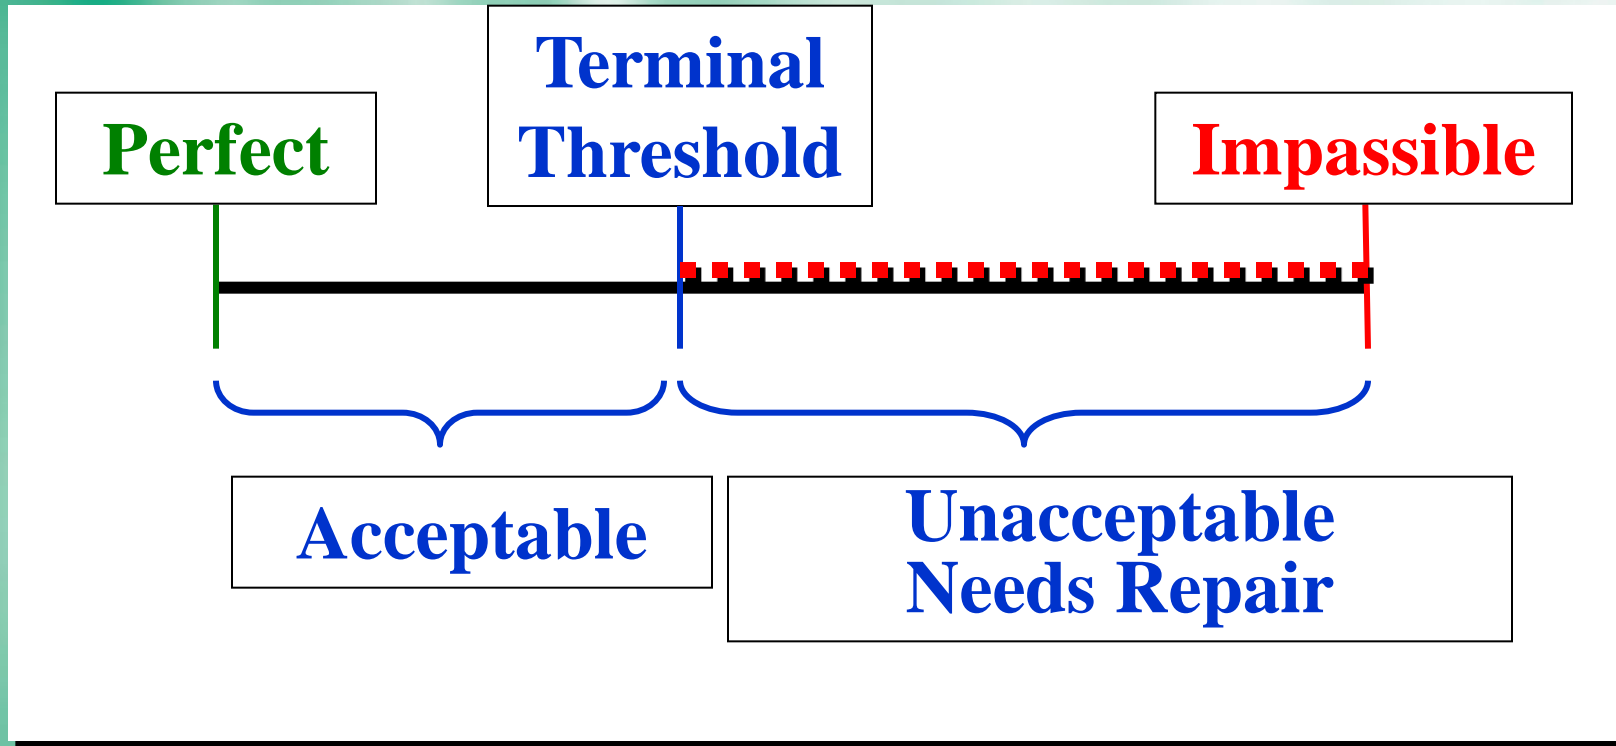 Terminal
Threshold
Perfect
Impassible
Acceptable
Unacceptable
Needs Repair